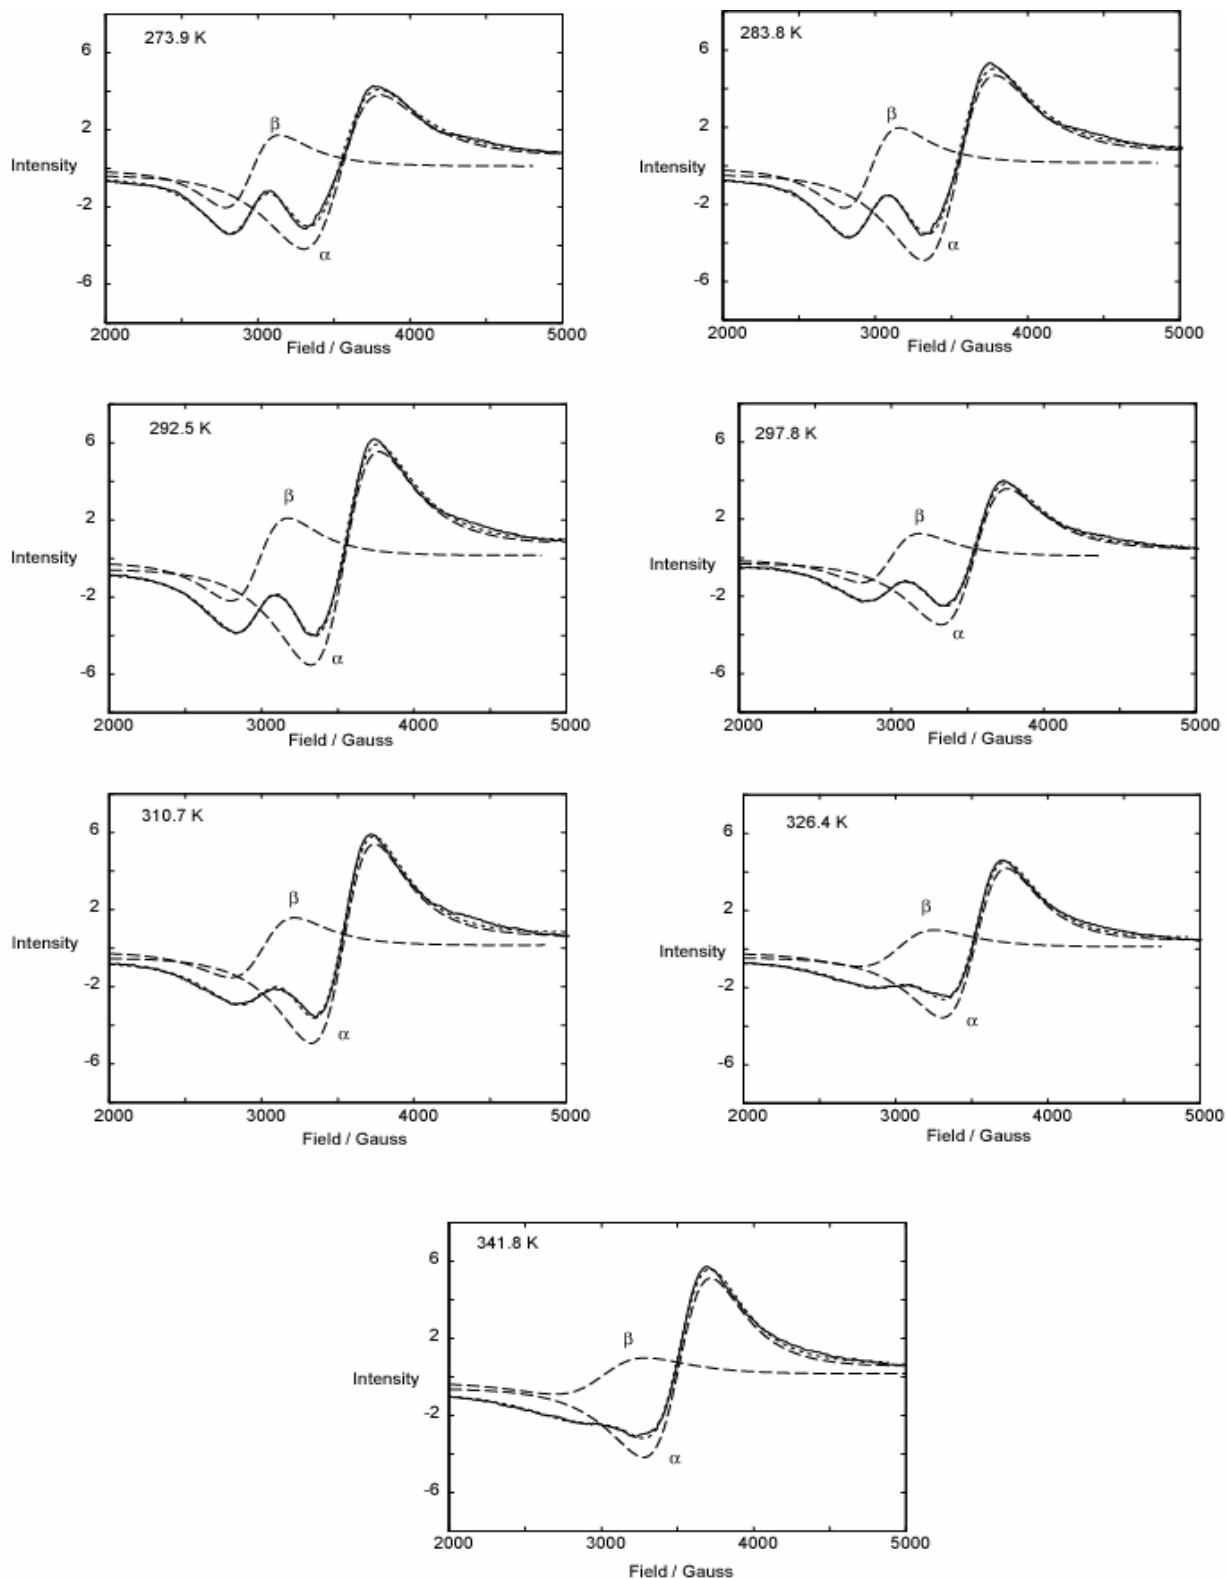 273.9 K
6
2
-2
-6
Intensity
β
α
2000 3000 4000 5000
Field / Gauss
283.8 K
6
2
-2
-6
Intensity
β
α
2000 3000 4000 5000
Field / Gauss
292.5 K
6
2
-2
-6
Intensity
β
α
2000 3000 4000 5000
Field / Gauss
297.8 K
6
2
-2
-6
Intensity
β
α
2000 3000 4000 5000
Field / Gauss
310.7 K
6
2
-2
-6
Intensity
β
α
2000 3000 4000 5000
Field / Gauss
326.4 K
6
2
-2
-6
Intensity
β
α
2000 3000 4000 5000
Field / Gauss
341.8 K
6
2
-2
-6
Intensity
β
α
2000 3000 4000 5000
Field / Gauss